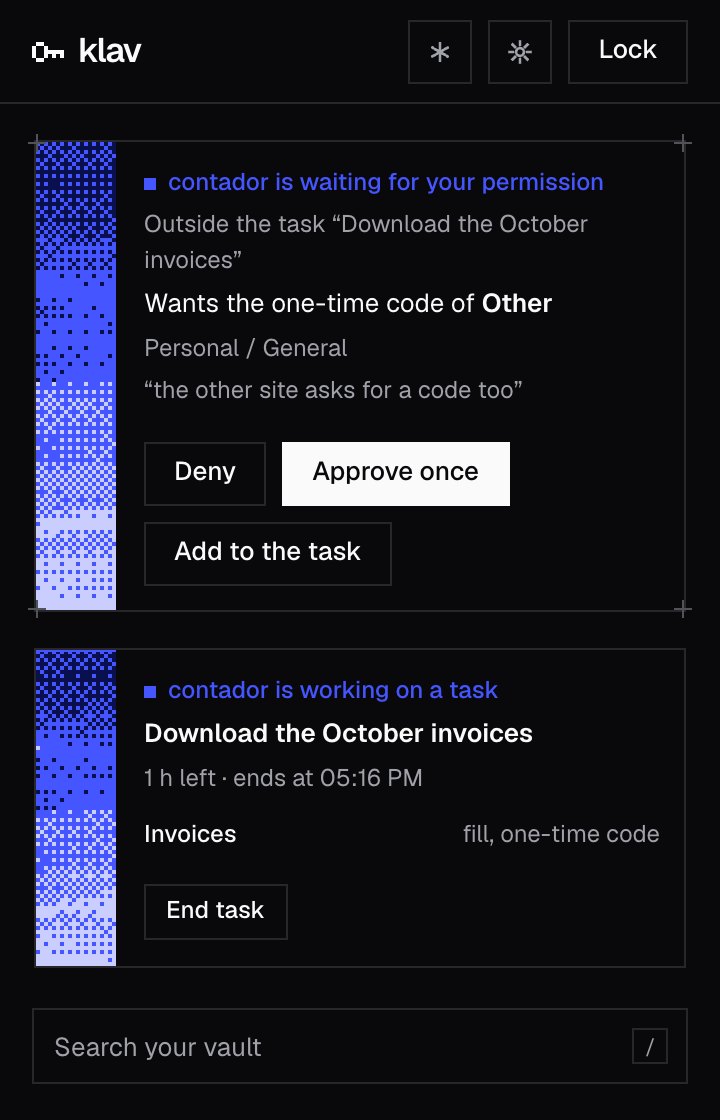 klav
Lock
contador is waiting for your permission
Outside the task “Download the October
invoices”
Wants the one-time code of Other
Personal / General
“the other site asks for a code too”
Deny
Approve once
Add to the task
contador is working on a task
Download the October invoices
1 h left · ends at 05:16 PM
Invoices
fill, one-time code
End task
Search your vault
/